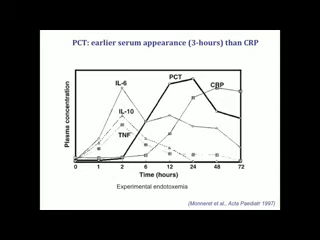 PCT: earlier serum appearance (3-hours) than CRP
Plasma concentration
IL-6
PCT
CRP
IL-10
TNF
0 1 2 6 12 24 48 72
Time (hours)
Experimental endotoxemia
(Monneret et al., Acta Paediatr 1997)